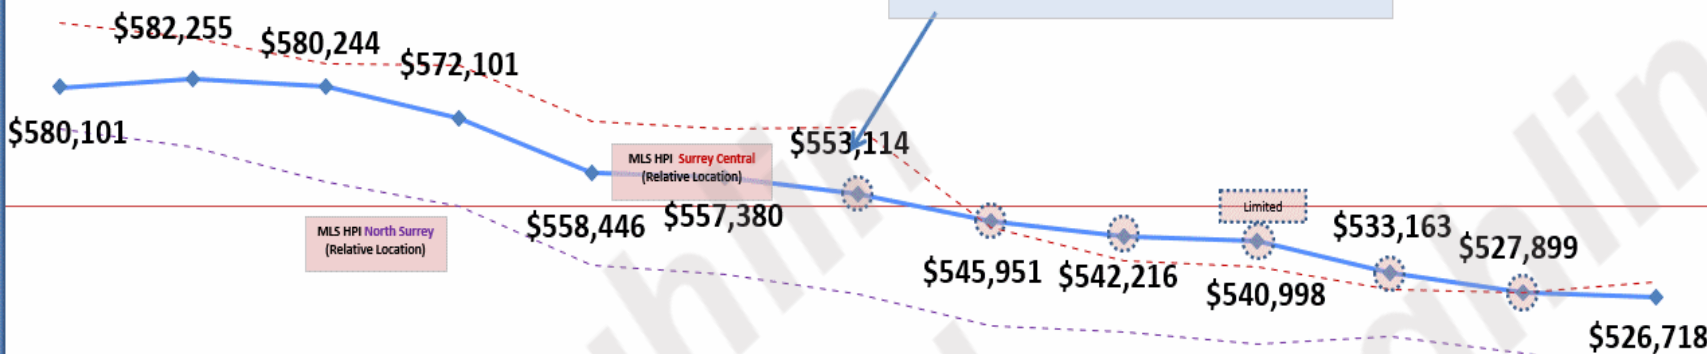 $582,255
$580,244
$572,101
$580,101
$553,114
MLS HPI Surrey Central
(Relative Location)
Limited
$558,446
$557,380
$533,163
MLS HPI North Surrey
(Relative Location)
$527,899
$545,951
$542,216
$540,998
$526,718